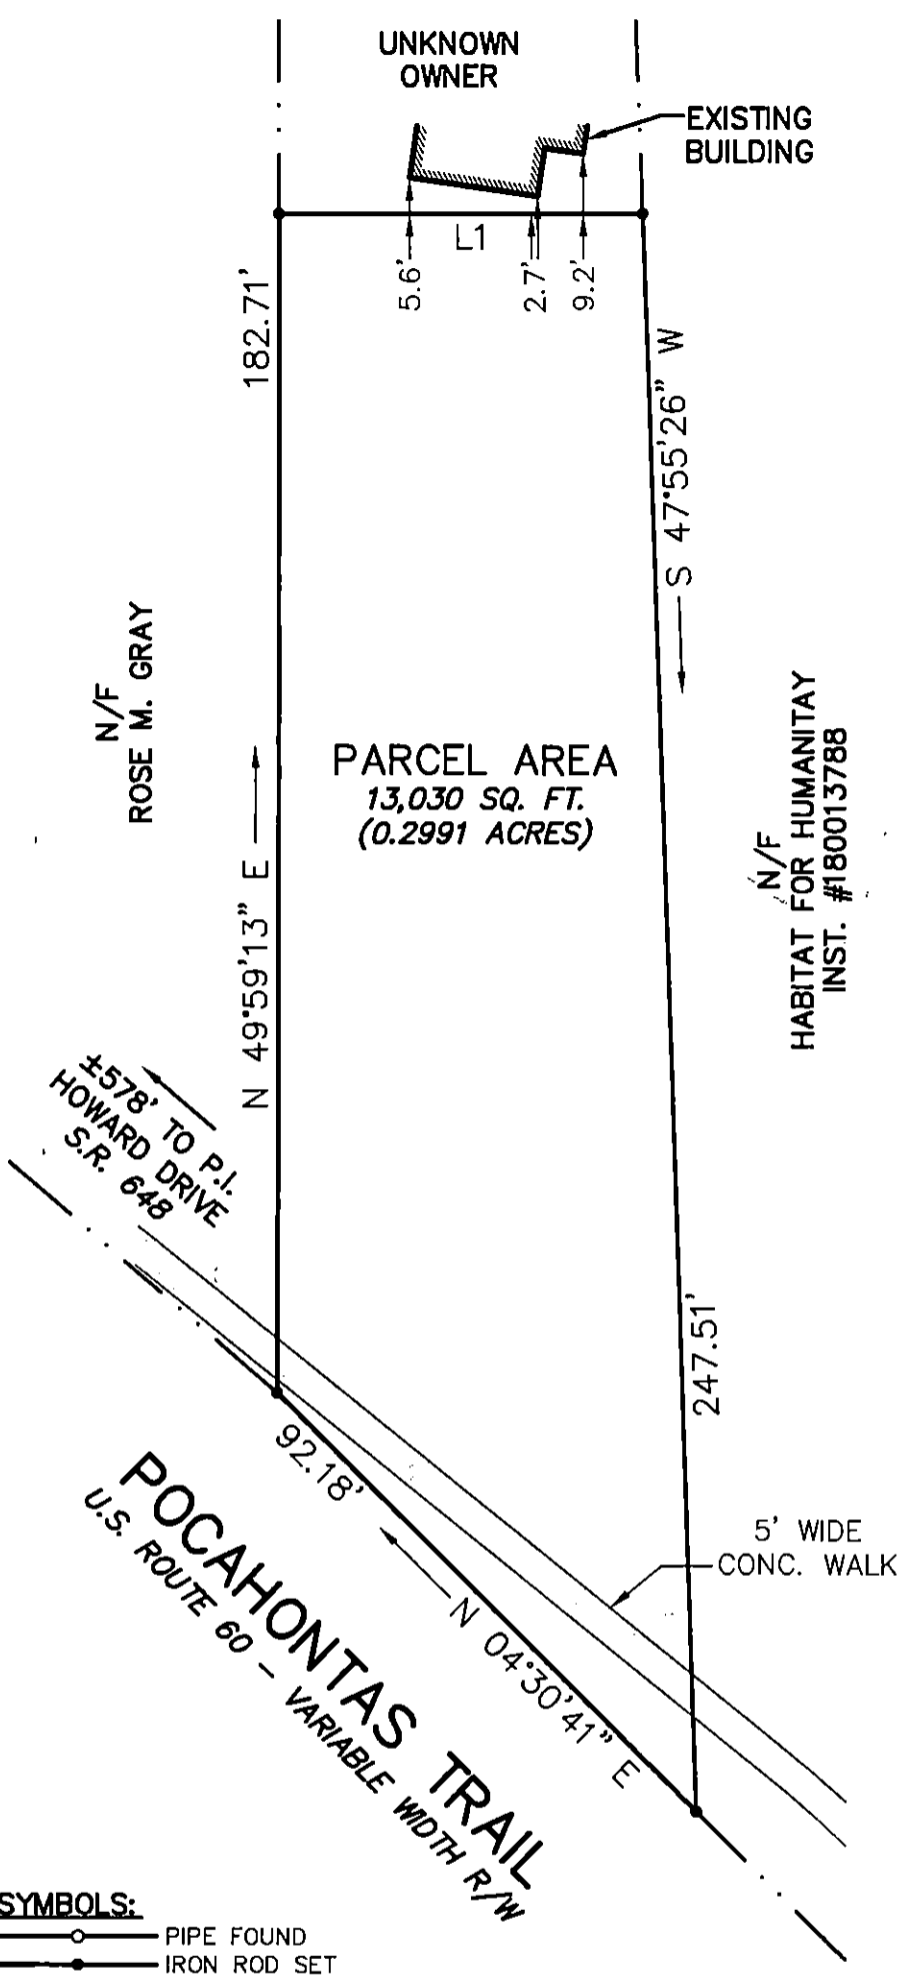 UNKNOWN
OWNER
EXISTING
BUILDING
L1
5.6'
2.7'
9.2'
182.71'
S 47°55'26" W
N/F
ROSE M. GRAY
PARCEL AREA
13,030 SQ. FT.
(0.2991 ACRES)
N/F
HABITAT FOR HUMANITAY
INST. #180013788
N 49°59'13" E
±578' TO P.I.
HOWARD DRIVE
S.R. 648
247.51'
92.18'
5' WIDE
CONC. WALK
N 04°30'41" E
POCAHONTAS TRAIL
U.S. ROUTE 60 - VARIABLE WIDTH R/W
SYMBOLS:
PIPE FOUND
IRON ROD SET